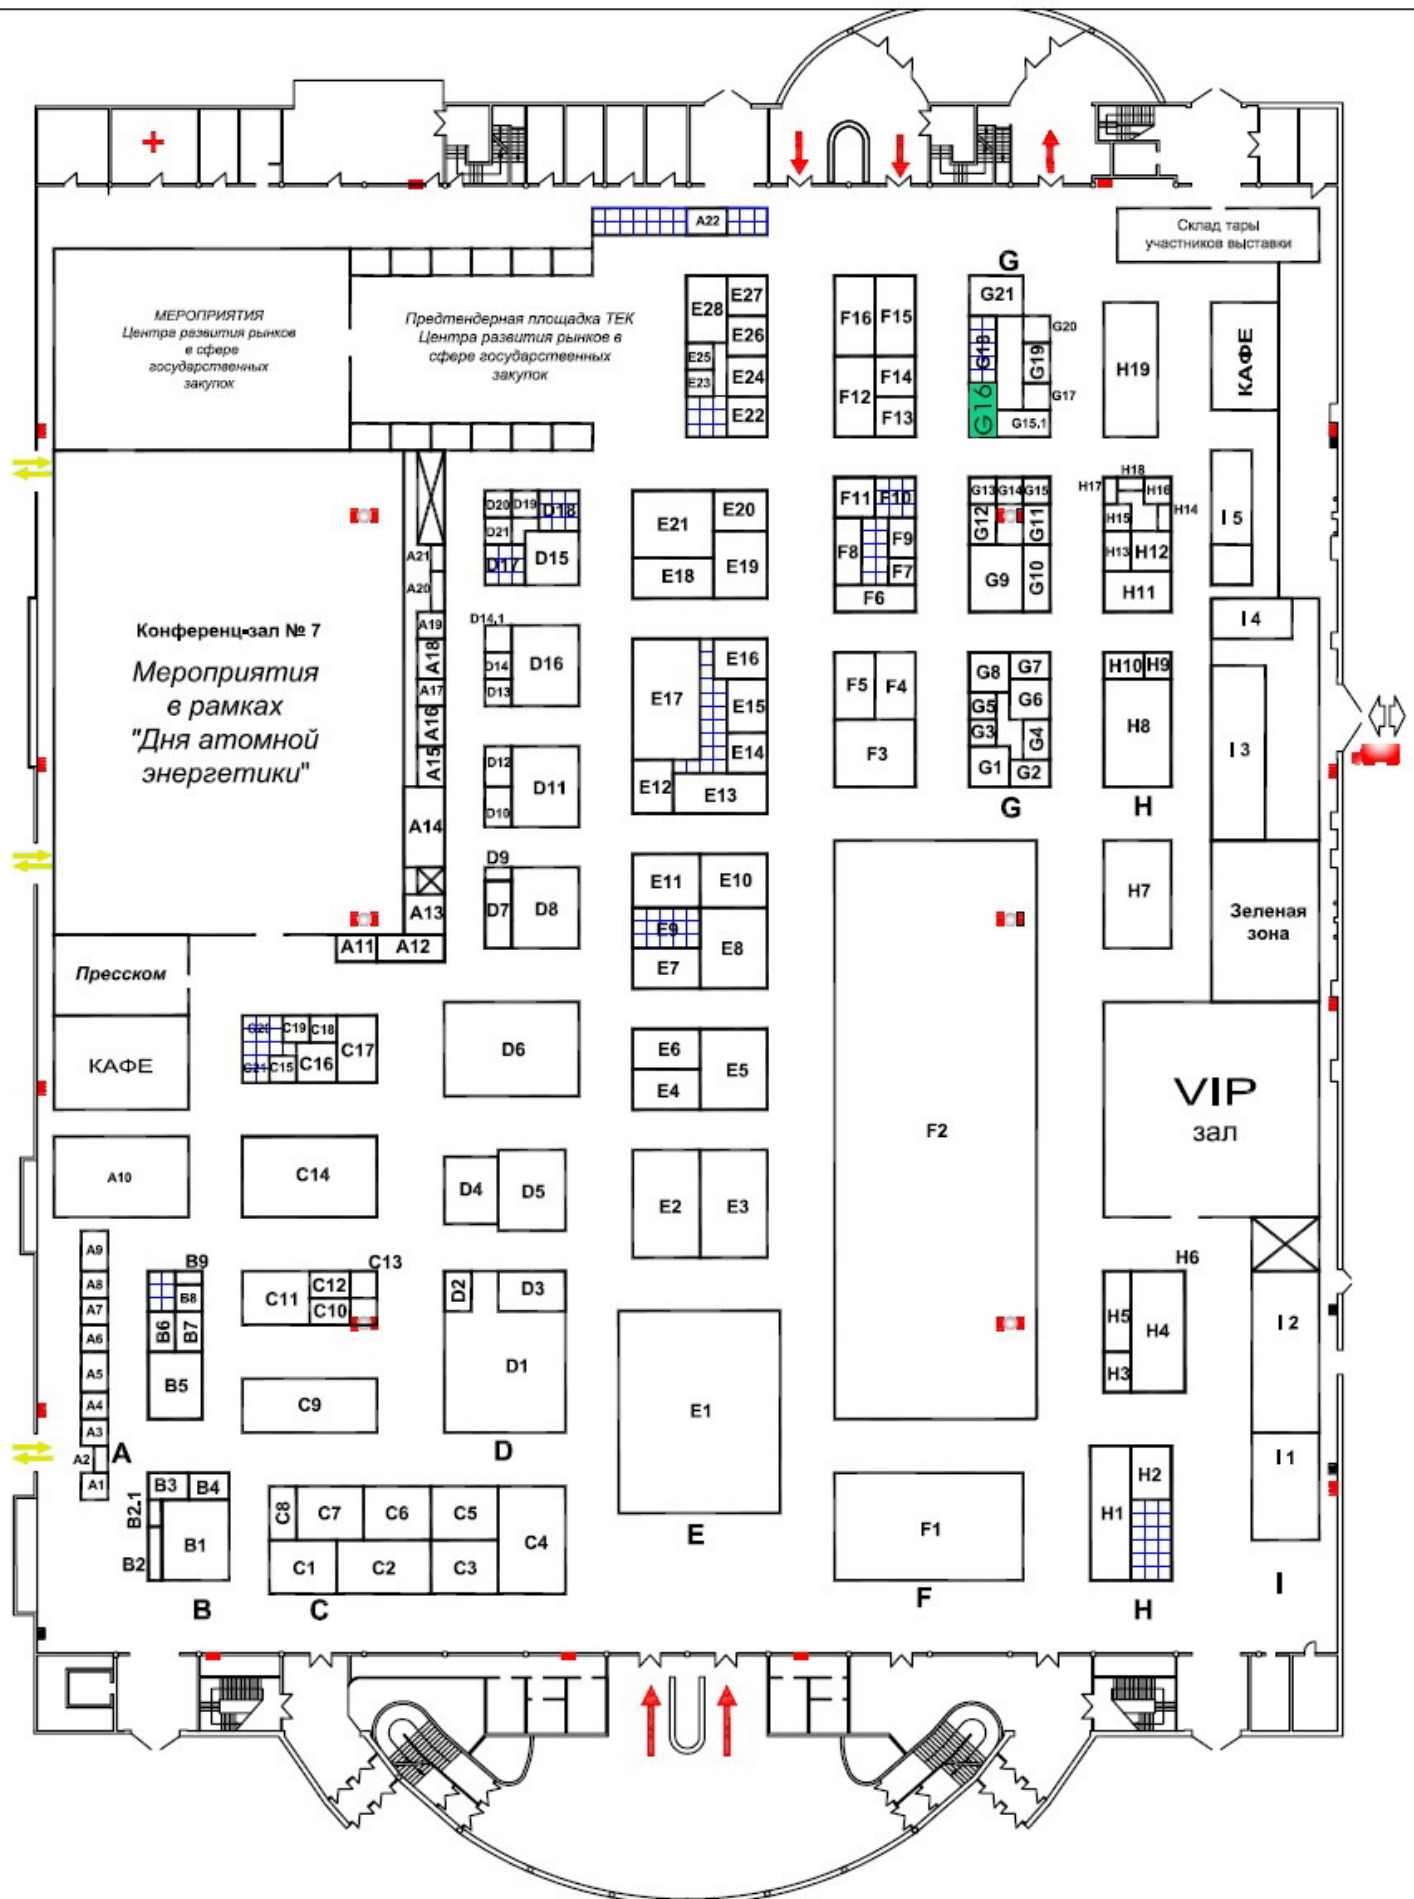 A22
Склад тары
участников выставки
МЕРОПРИЯТИЯ
Центра развития рынков
в сфере
государственных
закупок
Предтендерная площадка ТЕК
Центра развития рынков в
сфере государственных
закупок
E28
E27
E26
E25
E24
E23
E22
F16
F15
F14
F12
F13
G
G21
G20
G18
G19
G17
G16
G15.1
H19
КАФЕ
D20
D19
D18
D21
D17
D15
E21
E20
E18
E19
F11
F10
F8
F9
F7
F6
G13
G14
G15
G12
G11
G9
G10
H18
H17
H16
H15
H14
H13
H12
H11
I 5
I 4
Конференц-зал № 7
Мероприятия
в рамках
"Дня атомной
энергетики"
A21
A20
A19
A18
A17
A16
A15
A14
A13
A11
A12
D14.1
D14
D13
D16
D12
D10
D11
D9
D7
D8
E17
E16
E15
E14
E12
E13
F5
F4
F3
G8
G7
G6
G5
G3
G4
G1
G2
G
H10
H9
H8
H
I 3
E11
E10
E9
E8
E7
H7
Зеленая
зона
Пресском
КАФЕ
C20
C19
C18
C17
C21
C15
C16
D6
E6
E5
E4
F2
VIP
зал
A10
C14
D4
D5
E2
E3
A9
A8
A7
A6
A5
A4
A3
A2
A1
A
B9
B8
B6
B7
B5
C13
C11
C12
C10
C9
D2
D3
D1
D
E1
E
H6
H5
H4
H3
I 2
I 1
B3
B4
B2.1
B2
B1
B
C8
C7
C6
C5
C4
C1
C2
C3
C
F1
F
H1
H2
H
I